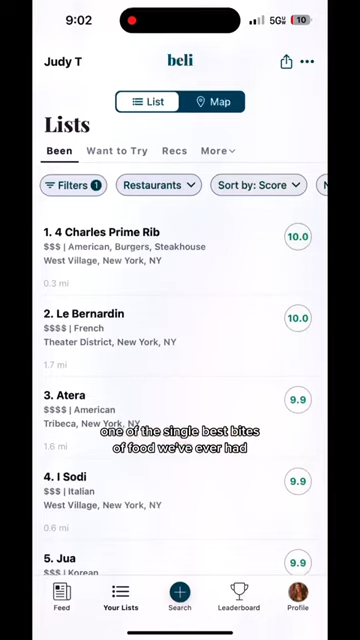 9:02
5G
10
Judy T
beli
List
Map
Lists
Been
Want to Try
Recs
More
Filters 1
Restaurants
Sort by: Score
1. 4 Charles Prime Rib
10.0
$$$ | American, Burgers, Steakhouse
West Village, New York, NY
0.3 mi
2. Le Bernardin
10.0
$$$$ | French
Theater District, New York, NY
1.7 mi
3. Atera
9.9
$$$$ | American
Tribeca, New York, NY
one of the single best bites
of food we've ever had
1.6 mi
4. I Sodi
9.9
$$$ | Italian
West Village, New York, NY
0.6 mi
5. Jua
9.9
$$$ | Korean
Feed
Your Lists
Search
Leaderboard
Profile